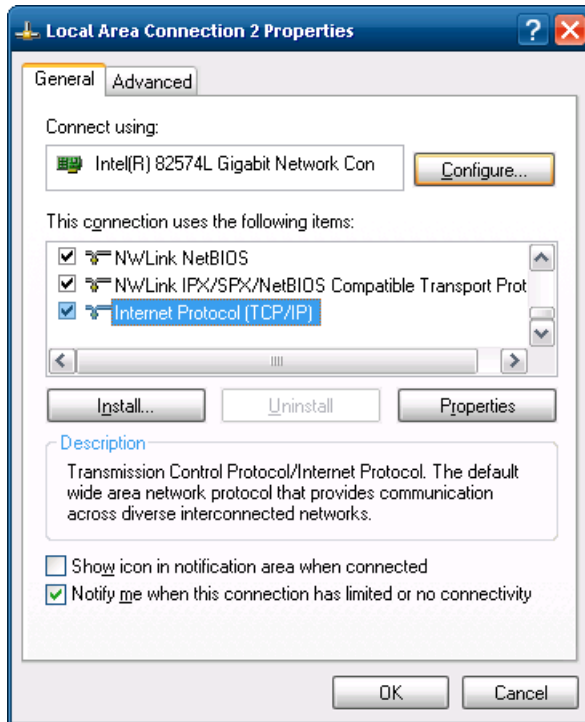 Local Area Connection 2 Properties
General Advanced
Connect using:
Intel(R) 82574L Gigabit Network Con
Configure...
This connection uses the following items:
NWLink NetBIOS
NWLink IPX/SPX/NetBIOS Compatible Transport Prot
Internet Protocol (TCP/IP)
Install... Uninstall Properties
Description
Transmission Control Protocol/Internet Protocol. The default
wide area network protocol that provides communication
across diverse interconnected networks.
Show icon in notification area when connected
Notify me when this connection has limited or no connectivity
OK Cancel